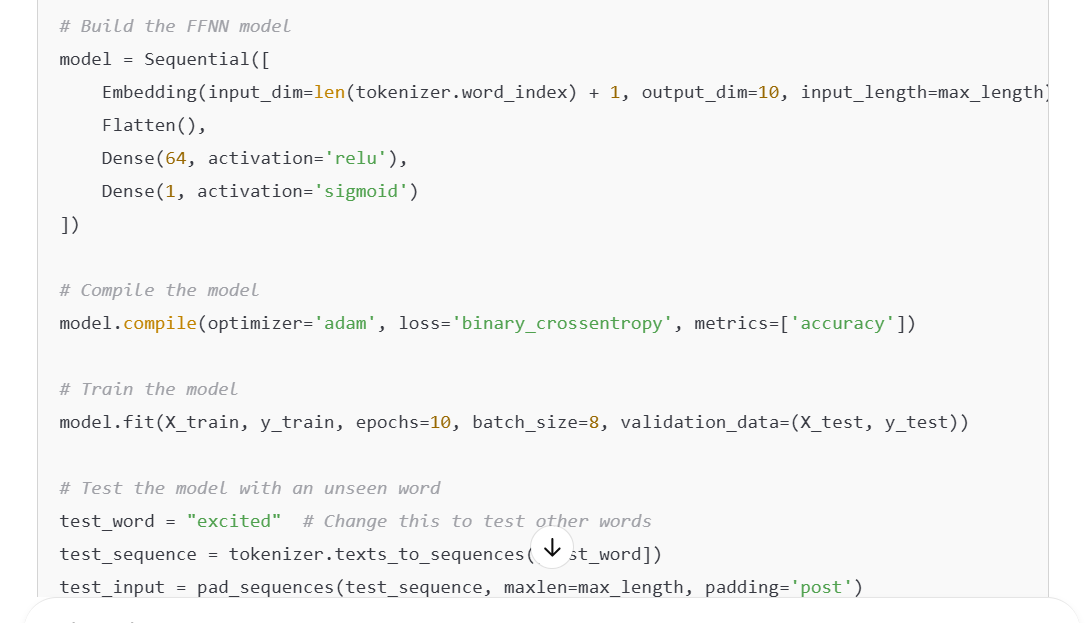 # Build the FFNN model
model = Sequential([
    Embedding(input_dim=len(tokenizer.word_index) + 1, output_dim=10, input_length=max_length)
    Flatten(),
    Dense(64, activation='relu'),
    Dense(1, activation='sigmoid')
])
# Compile the model
model.compile(optimizer='adam', loss='binary_crossentropy', metrics=['accuracy'])
# Train the model
model.fit(X_train, y_train, epochs=10, batch_size=8, validation_data=(X_test, y_test))
# Test the model with an unseen word
test_word = "excited"  # Change this to test other words
test_sequence = tokenizer.texts_to_sequences( st_word])
test_input = pad_sequences(test_sequence, maxlen=max_length, padding='post')